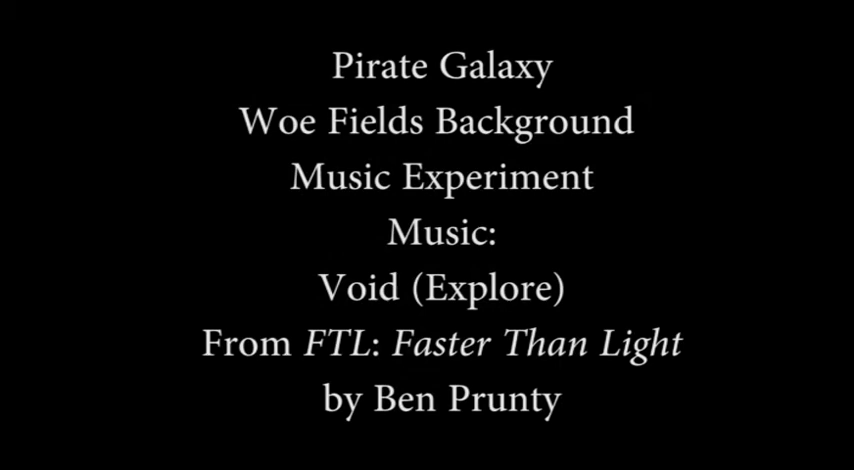 Pirate Galaxy
Woe Fields Background
Music Experiment
Music:
Void (Explore)
From FTL: Faster Than Light
by Ben Prunty